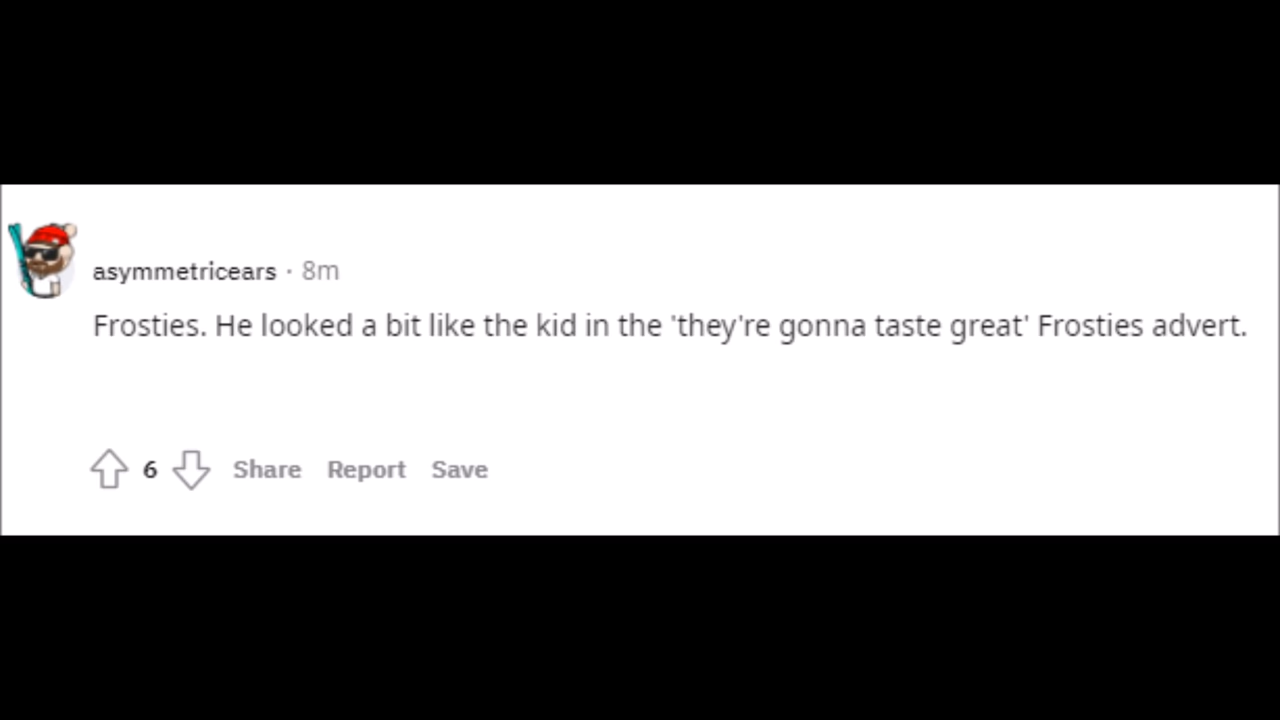 asymmetricears · 8m
Frosties. He looked a bit like the kid in the 'they're gonna taste great' Frosties advert.
6 Share Report Save